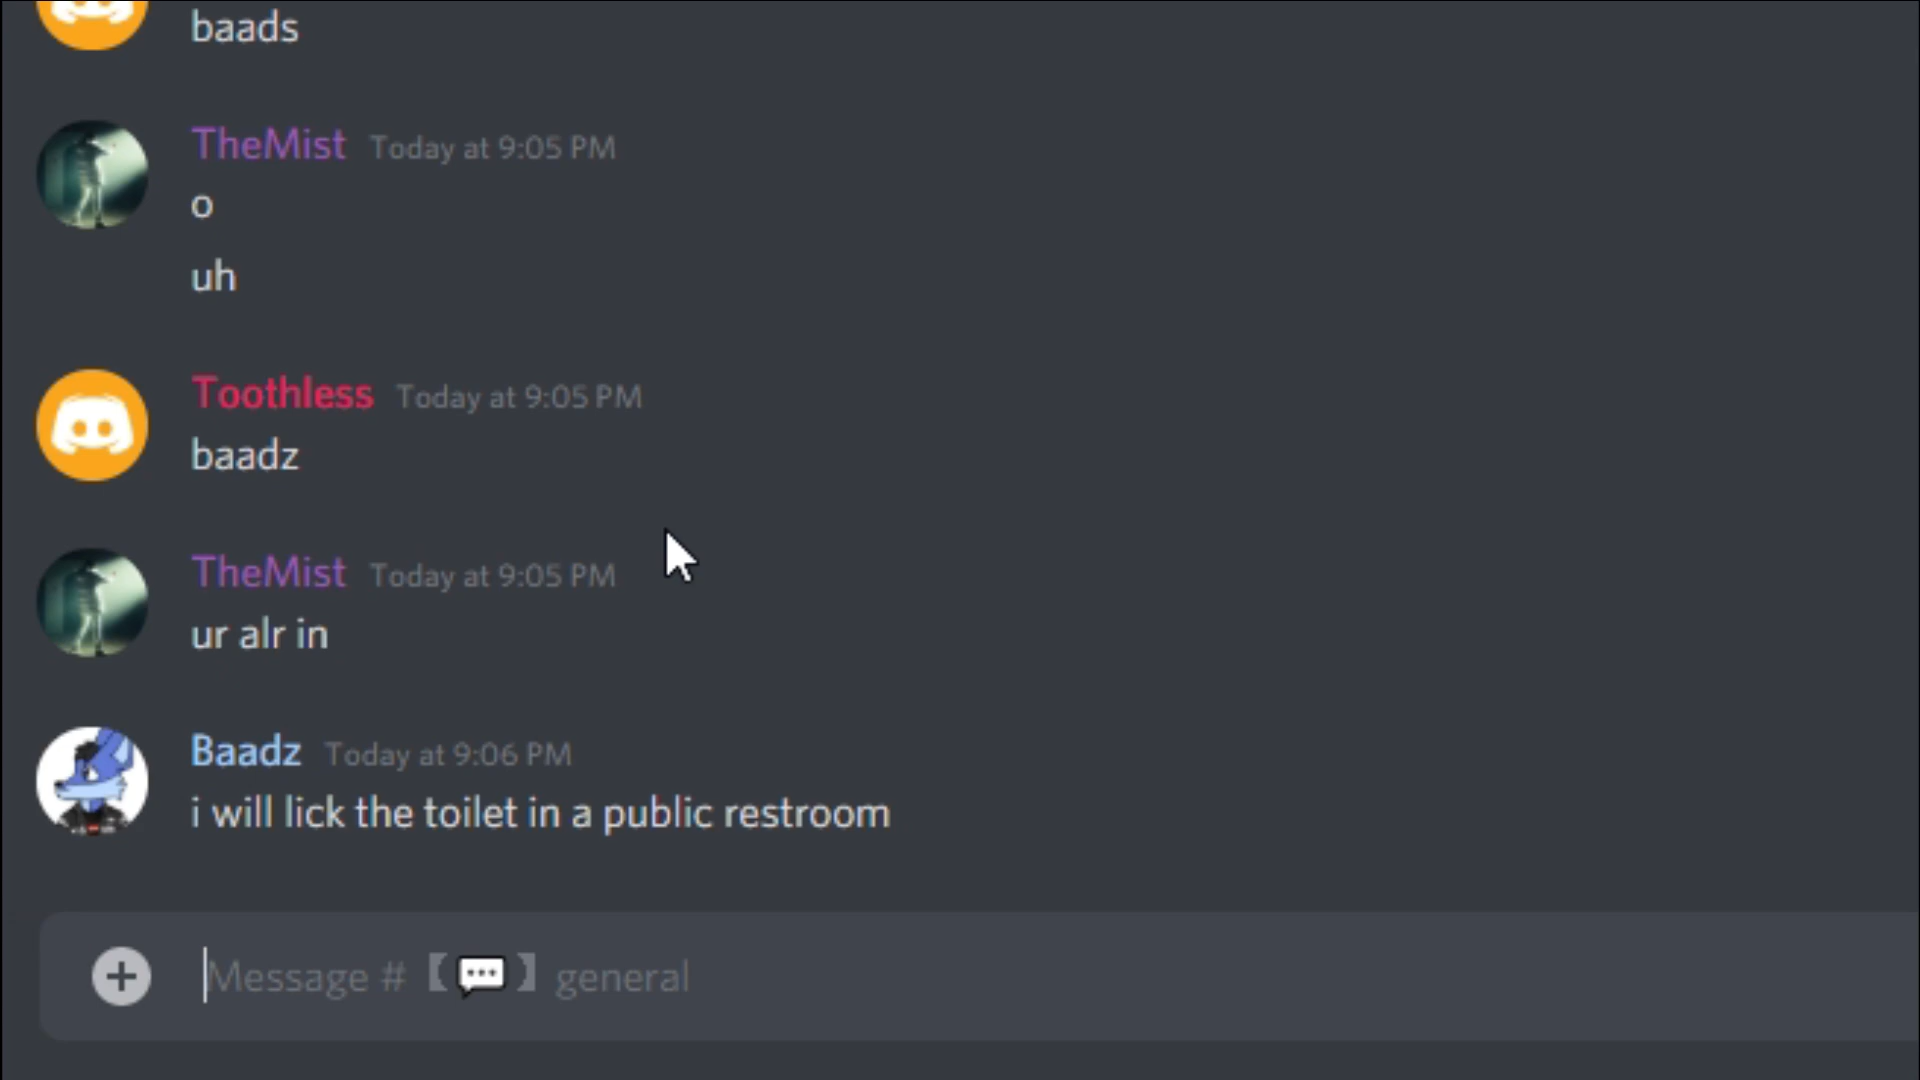 baads
TheMist Today at 9:05 PM
o
uh
Toothless Today at 9:05 PM
baadz
TheMist Today at 9:05 PM
ur alr in
Baadz Today at 9:06 PM
i will lick the toilet in a public restroom
Message # 【💬】 general